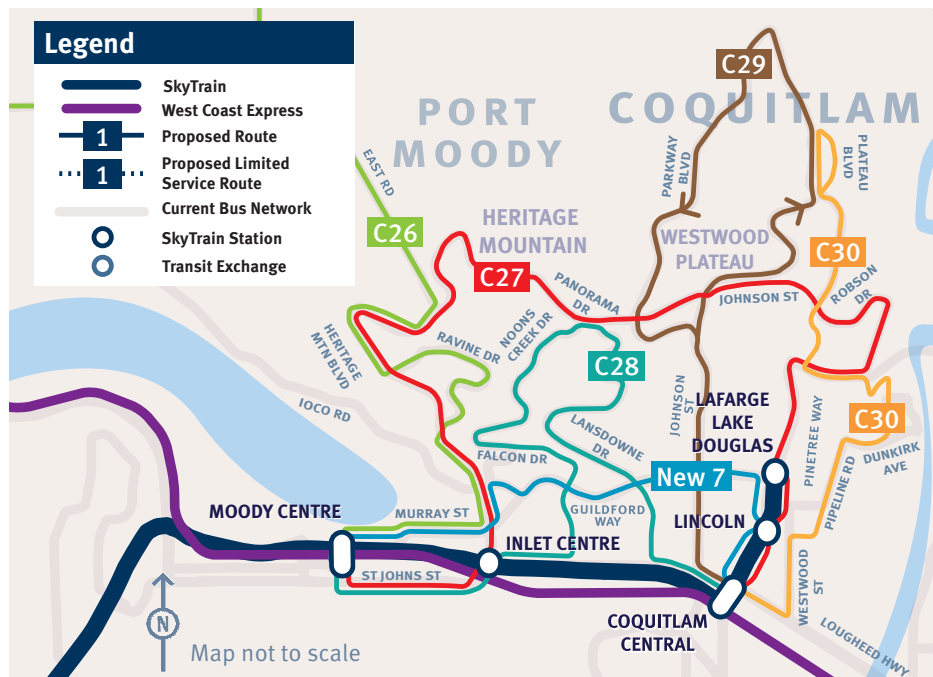 Legend
SkyTrain
West Coast Express
1
Proposed Route
1
Proposed Limited
Service Route
Current Bus Network
SkyTrain Station
Transit Exchange
PORT
MOODY
COQUITLAM
C29
EAST RD
C26
HERITAGE
MOUNTAIN
C27
PANORAMA
DR
PARKWAY
BLVD
WESTWOOD
PLATEAU
PLATEAU
BLVD
C30
ROBSON
DR
JOHNSON ST
HERITAGE
MTN BLVD
RAVINE DR
NOONS
CREEK DR
C28
IOCO RD
JOHNSON
ST
LAFARGE
LAKE
DOUGLAS
C30
DUNKIRK
AVE
PINETREE WAY
PIPELINE RD
LANSDOWNE
DR
FALCON DR
New 7
GUILDFORD
WAY
LINCOLN
MOODY CENTRE
MURRAY ST
INLET CENTRE
ST JOHNS ST
WESTWOOD
ST
COQUITLAM
CENTRAL
LOUGHEED HWY
N
Map not to scale